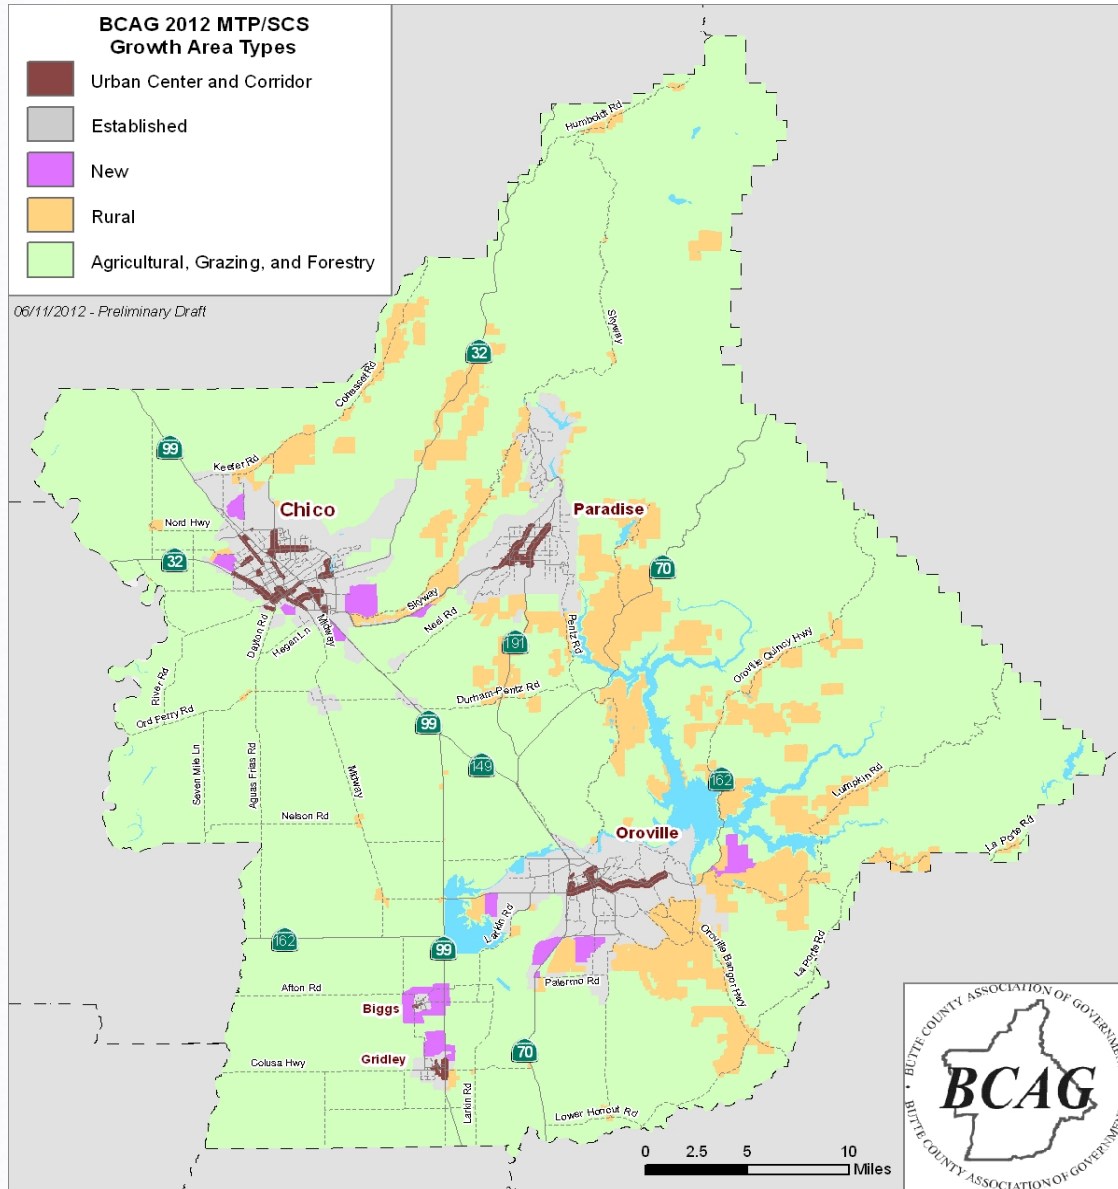 BCAG 2012 MTP/SCS
Growth Area Types
Urban Center and Corridor
Established
New
Rural
Agricultural, Grazing, and Forestry
06/11/2012 - Preliminary Draft
Humboldt Rd
Skyway
32
Cohasset Rd
99
Keefer Rd
Chico
Paradise
Nord Hwy
32
70
Skyway
Neal Rd
Pentz Rd
Dayton Rd
Hegan Ln
Midway
191
Oroville Quincy Hwy
River Rd
Durham-Pentz Rd
Ord Ferry Rd
99
149
162
Seven Mile Ln
Aguas Frias Rd
Midway
Lumpkin Rd
Nelson Rd
Oroville
La Porte Rd
Larkin Rd
162
99
Oroville Bangor Hwy
La Porte Rd
Palermo Rd
Afton Rd
Biggs
Gridley
Colusa Hwy
70
Larkin Rd
Lower Honcut Rd
0 2.5 5 10
Miles
BUTTE COUNTY ASSOCIATION OF GOVERNMENTS
BCAG
BUTTE COUNTY ASSOCIATION OF GOVERNMENTS